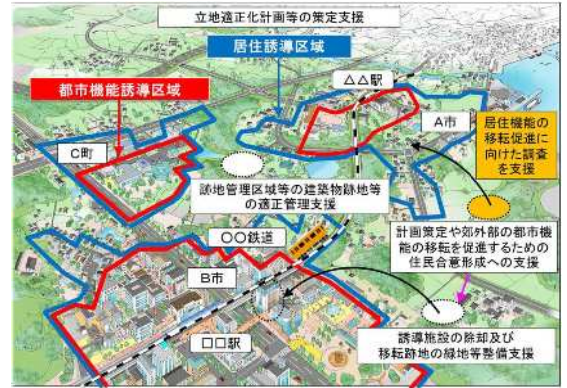 立地適正化計画等の策定支援
居住誘導区域
都市機能誘導区域
△△駅
A市
居住機能の
移転促進に
向けた調査
を支援
C町
跡地管理区域等の建築物跡地等
の適正管理支援
〇〇鉄道
計画策定や郊外部の都市機
能の移転を促進するための
住民合意形成への支援
B市
□□駅
誘導施設の除却及び
移転跡地の緑地等整備支援